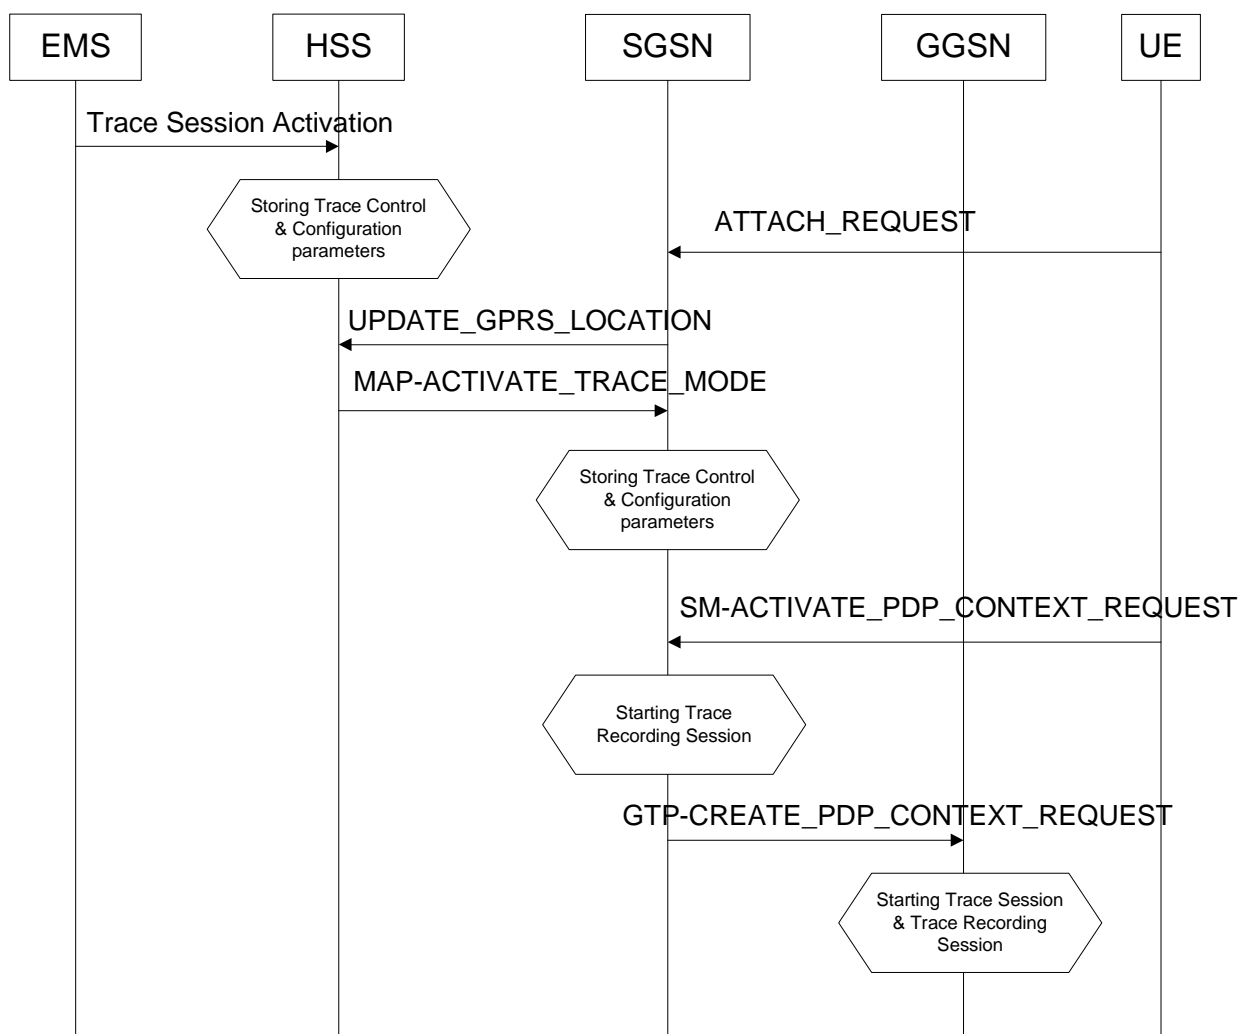 EMS
HSS
SGSN
GGSN
UE
Trace Session Activation
Storing Trace Control
& Configuration
parameters
ATTACH_REQUEST
UPDATE_GPRS_LOCATION
MAP-ACTIVATE_TRACE_MODE
Storing Trace Control
& Configuration
parameters
SM-ACTIVATE_PDP_CONTEXT_REQUEST
Starting Trace
Recording Session
GTP-CREATE_PDP_CONTEXT_REQUEST
Starting Trace Session
& Trace Recording
Session